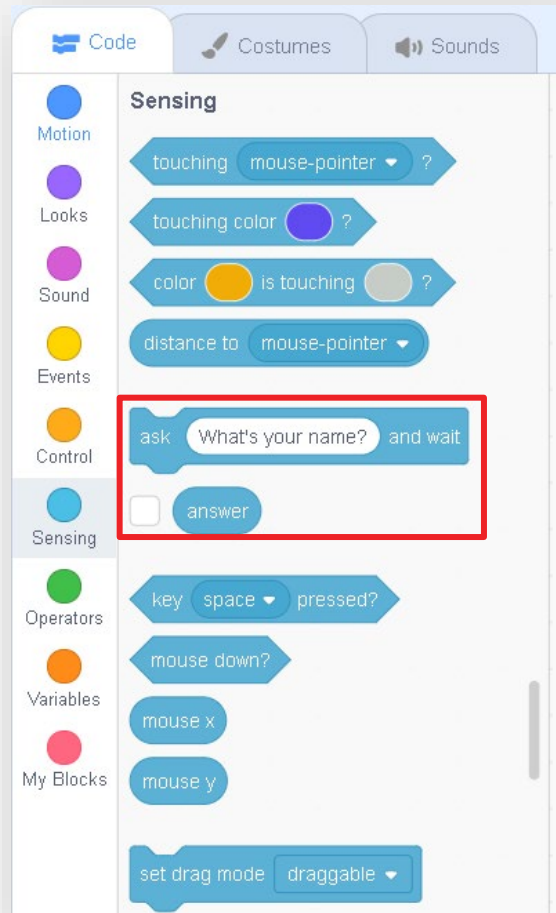 Code Costumes Sounds
Motion
Looks
Sound
Events
Control
Sensing
Operators
Variables
My Blocks
Sensing
touching mouse-pointer ?
touching color ?
color is touching ?
distance to mouse-pointer
ask What's your name? and wait
answer
key space pressed?
mouse down?
mouse x
mouse y
set drag mode draggable